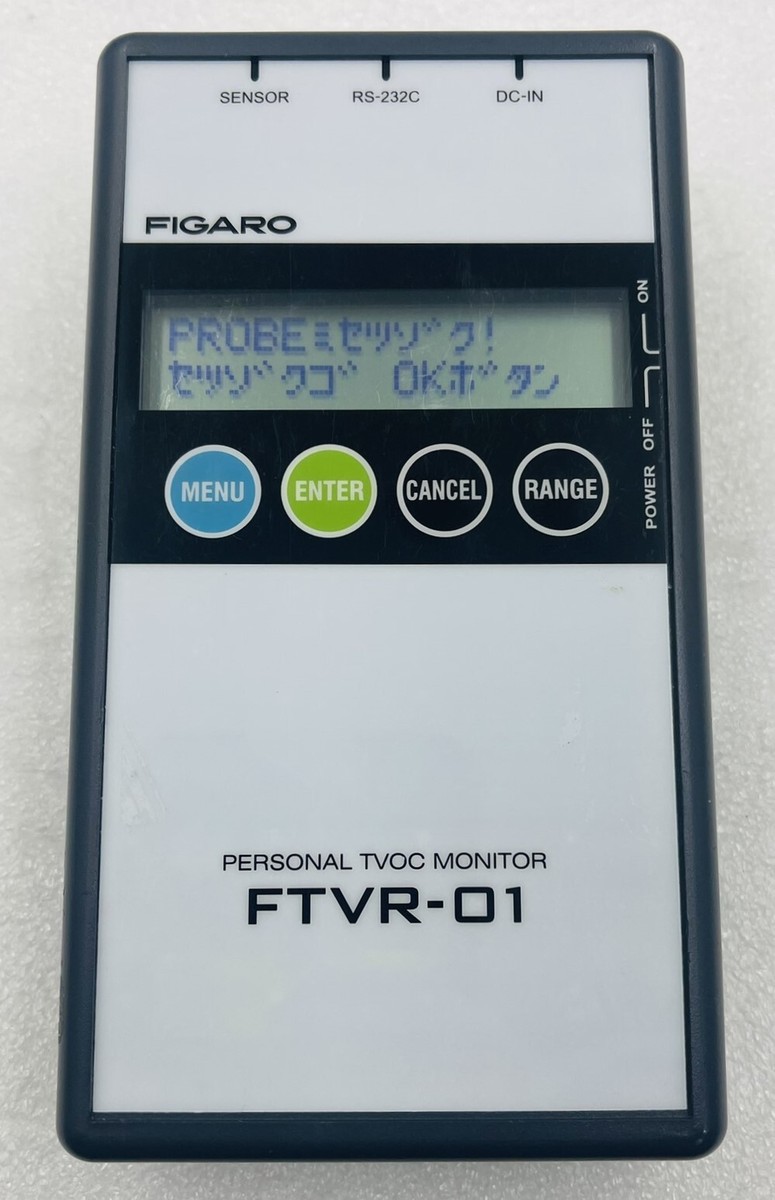 SENSOR RS-232C DC-IN
FIGARO
PROBEミセツゾク!
セツゾクゴ OKボタン
POWER OFF ON
MENU ENTER CANCEL RANGE
PERSONAL TVOC MONITOR
FTVR-01